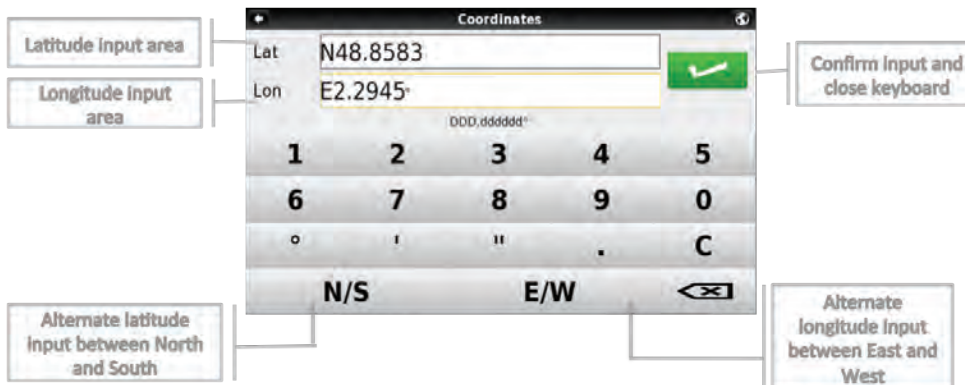 Coordinates
Latitude input area
Lat N48.8583
Confirm input and
close keyboard
Longitude input
area
Lon E2.2945°
DDD,dddddd°
1 2 3 4 5
6 7 8 9 0
° ' " . C
N/S E/W
Alternate latitude
input between North
and South
Alternate
longitude input
between East and
West